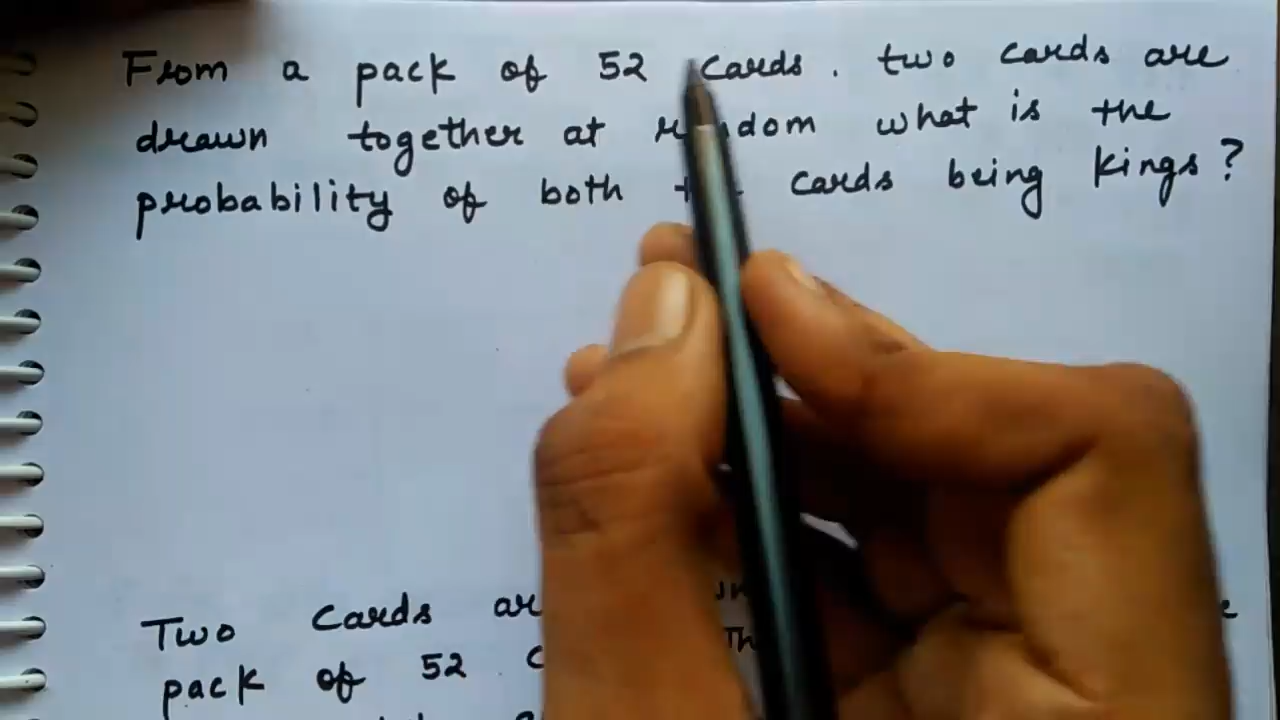 From a pack of 52 cards. two cards are
drawn together at random what is the
probability of both cards being kings?
Two cards
pack of 52